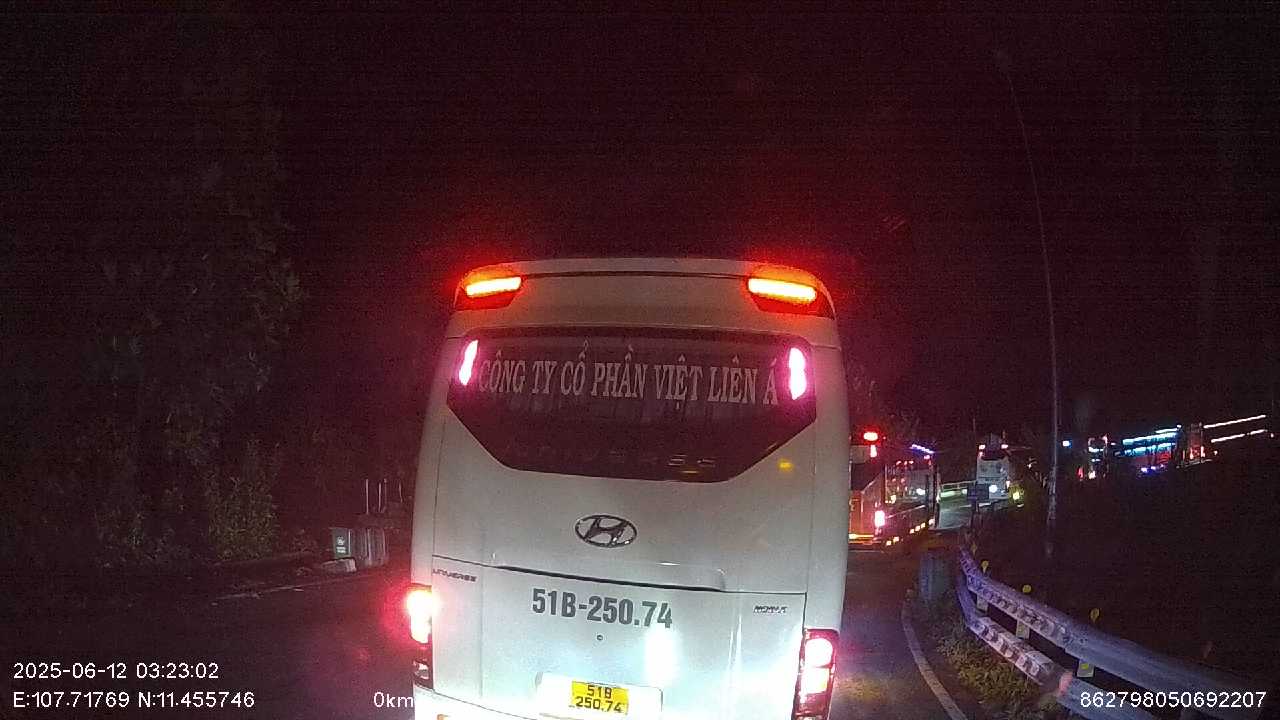 CÔNG TY CỔ PHẦN VIỆT LIÊN Á
UNIVERSE
51B-250.74
51B
250.74
2025-06-12 03:23:02
E:107.71769 N:11.455746
0km
862798050692207